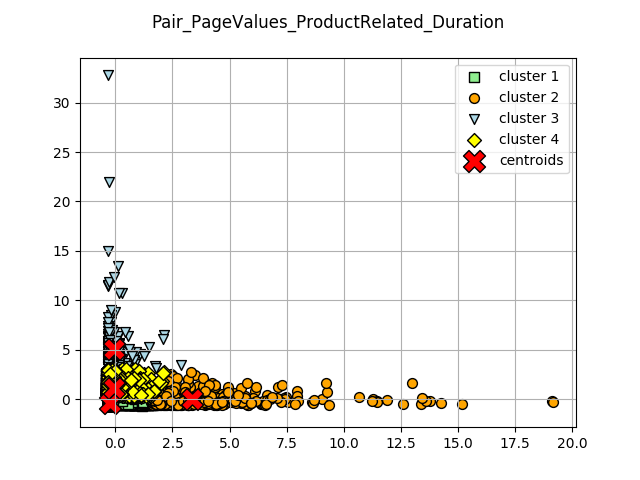 Pair_PageValues_ProductRelated_Duration
cluster 1
cluster 2
cluster 3
cluster 4
centroids
30
25
20
15
10
5
0
0.0 2.5 5.0 7.5 10.0 12.5 15.0 17.5 20.0